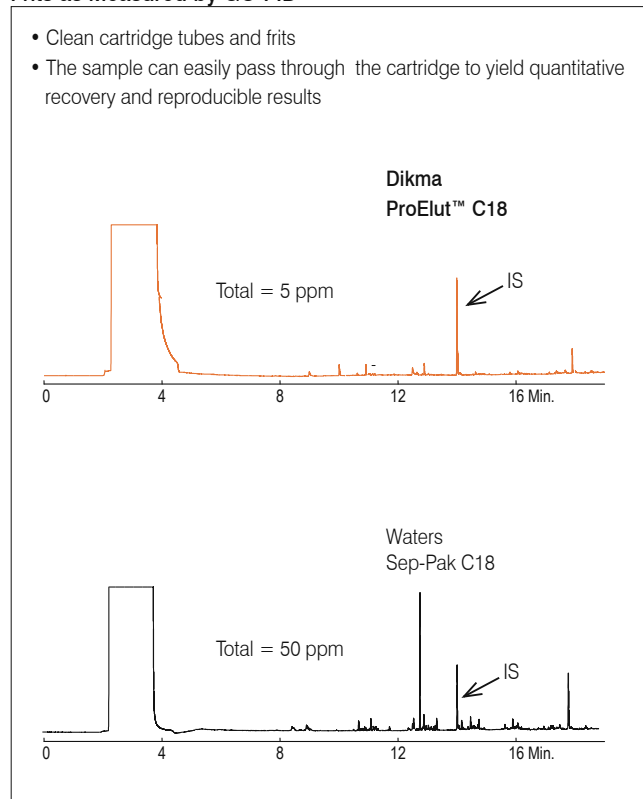 • Clean cartridge tubes and frits
• The sample can easily pass through the cartridge to yield quantitative
recovery and reproducible results
Dikma
ProElut™ C18
Total = 5 ppm
IS
0 4 8 12 16 Min.
Waters
Sep-Pak C18
Total = 50 ppm
IS
0 4 8 12 16 Min.